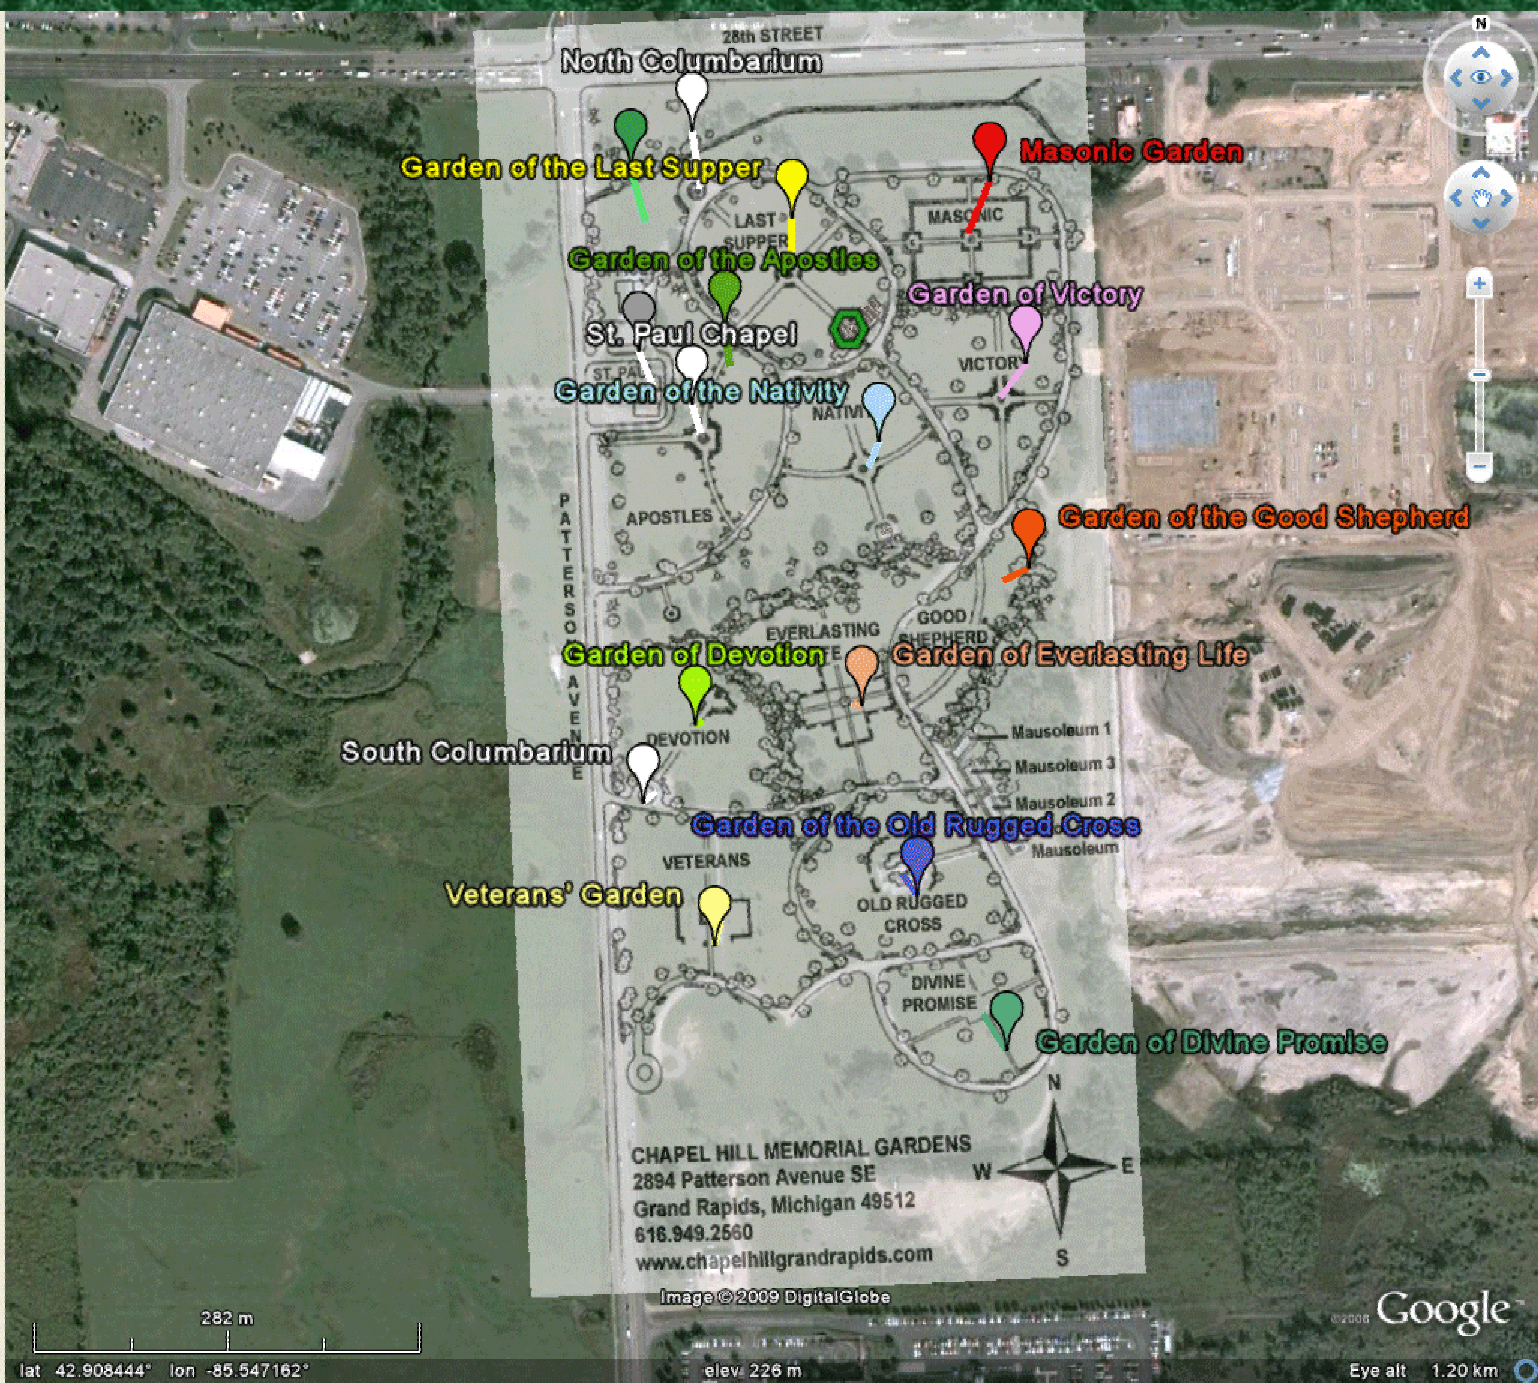 28th STREET
North Columbarium
Garden of the Last Supper
Masonic Garden
LAST
SUPPER
MASONIC
Garden of the Apostles
Garden of Victory
St. Paul Chapel
ST. PAUL
VICTORY
Garden of the Nativity
NATIVI
PATTERSON AVENUE
APOSTLES
Garden of the Good Shepherd
GOOD
SHEPHERD
EVERLASTING
Garden of Devotion
Garden of Everlasting Life
DEVOTION
Mausoleum 1
South Columbarium
Mausoleum 3
Mausoleum 2
Garden of the Old Rugged Cross
Mausoleum
VETERANS
Veterans' Garden
OLD RUGGED
CROSS
DIVINE
PROMISE
Garden of Divine Promise
N
W
E
S
CHAPEL HILL MEMORIAL GARDENS
2894 Patterson Avenue SE
Grand Rapids, Michigan 49512
616.949.2560
www.chapelhillgrandrapids.com
Image © 2009 DigitalGlobe
©2008 Google
282 m
lat 42.908444° lon -85.547162°
elev 226 m
Eye alt 1.20 km
N